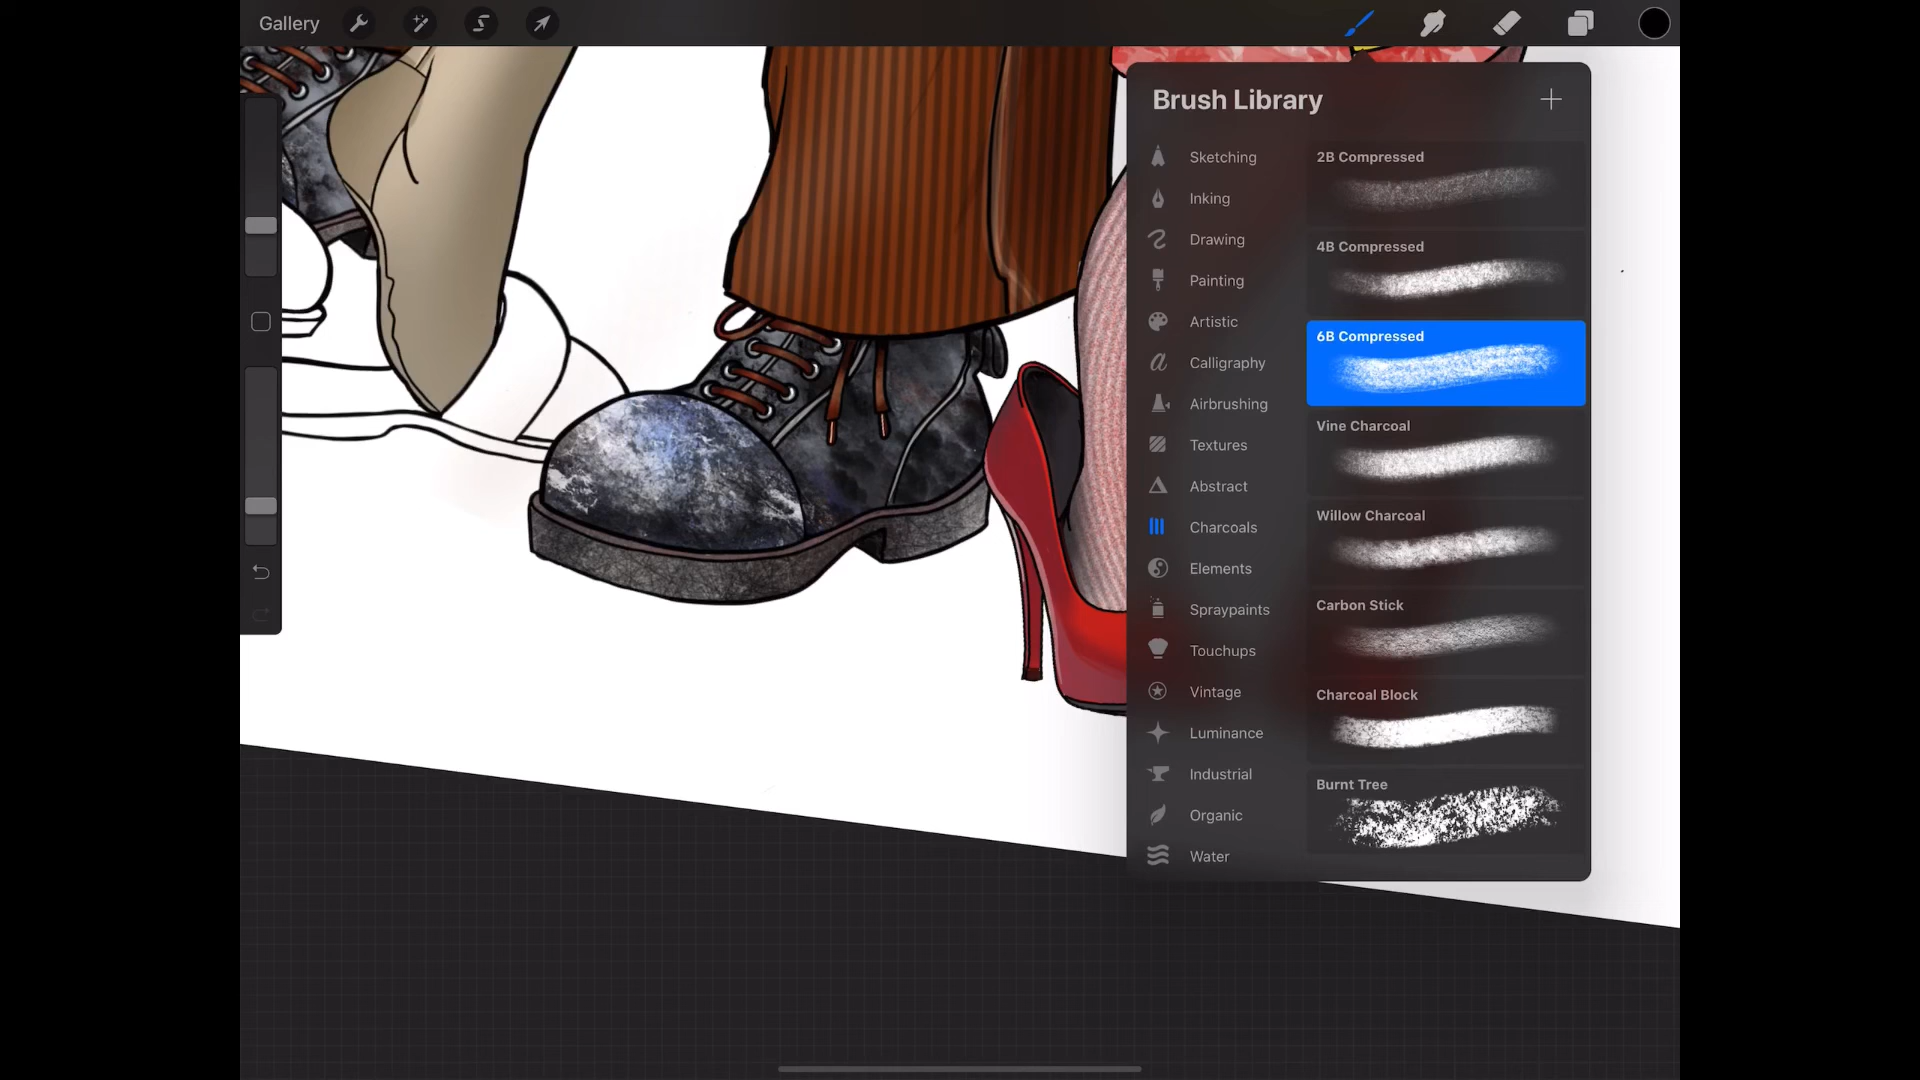 Gallery
Brush Library
Sketching
Inking
Drawing
Painting
Artistic
Calligraphy
Airbrushing
Textures
Abstract
Charcoals
Elements
Spraypaints
Touchups
Vintage
Luminance
Industrial
Organic
Water
2B Compressed
4B Compressed
6B Compressed
Vine Charcoal
Willow Charcoal
Carbon Stick
Charcoal Block
Burnt Tree